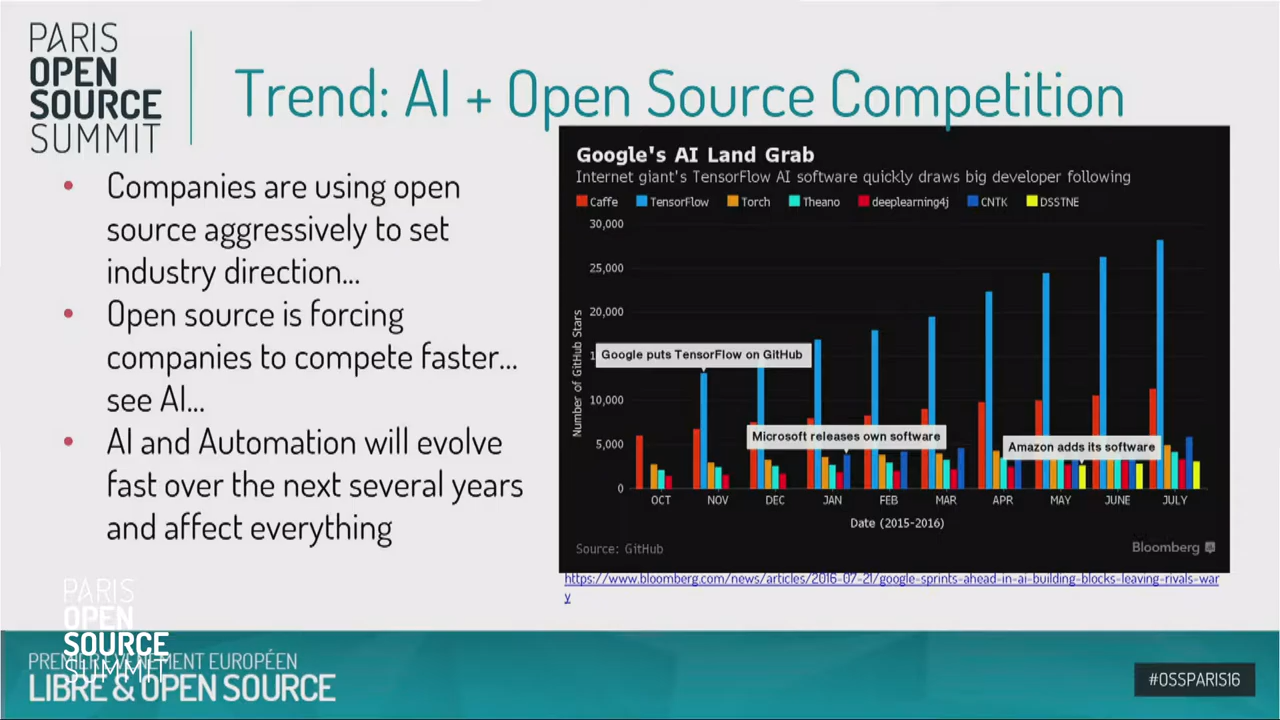 PARIS
OPEN
SOURCE
SUMMIT
Trend: AI + Open Source Competition
• Companies are using open
source aggressively to set
industry direction...
• Open source is forcing
companies to compete faster...
see AI...
• AI and Automation will evolve
fast over the next several years
and affect everything
Google's AI Land Grab
Internet giant's TensorFlow AI software quickly draws big developer following
Caffe TensorFlow Torch Theano deeplearning4j CNTK DSSTNE
Number of GitHub Stars
30,000
25,000
20,000
10,000
5,000
0
Google puts TensorFlow on GitHub
Microsoft releases own software
Amazon adds its software
OCT NOV DEC JAN FEB MAR APR MAY JUNE JULY
Date (2015-2016)
Source: GitHub
Bloomberg
https://www.bloomberg.com/news/articles/2016-07-21/google-sprints-ahead-in-ai-building-blocks-leaving-rivals-war
y
PARIS
OPEN
SOURCE
SUMMIT
PREMIER ÉVÉNEMENT EUROPÉEN
LIBRE & OPEN SOURCE
#OSSPARIS16